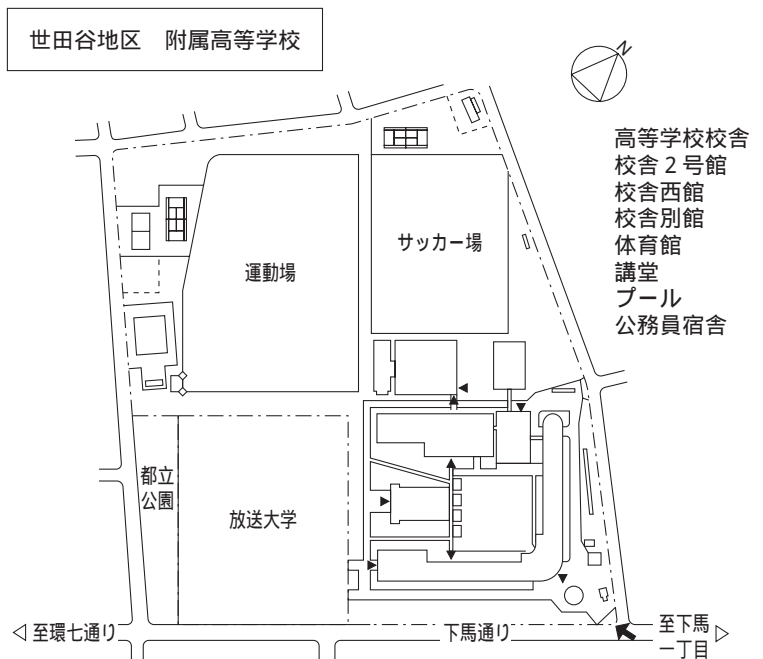 世田谷地区　附属高等学校
N
高等学校校舎
校舎２号館
校舎西館
校舎別館
体育館
講堂
プール
公務員宿舎
サッカー場
運動場
都立
公園
放送大学
至環七通り
下馬通り
至下馬
一丁目